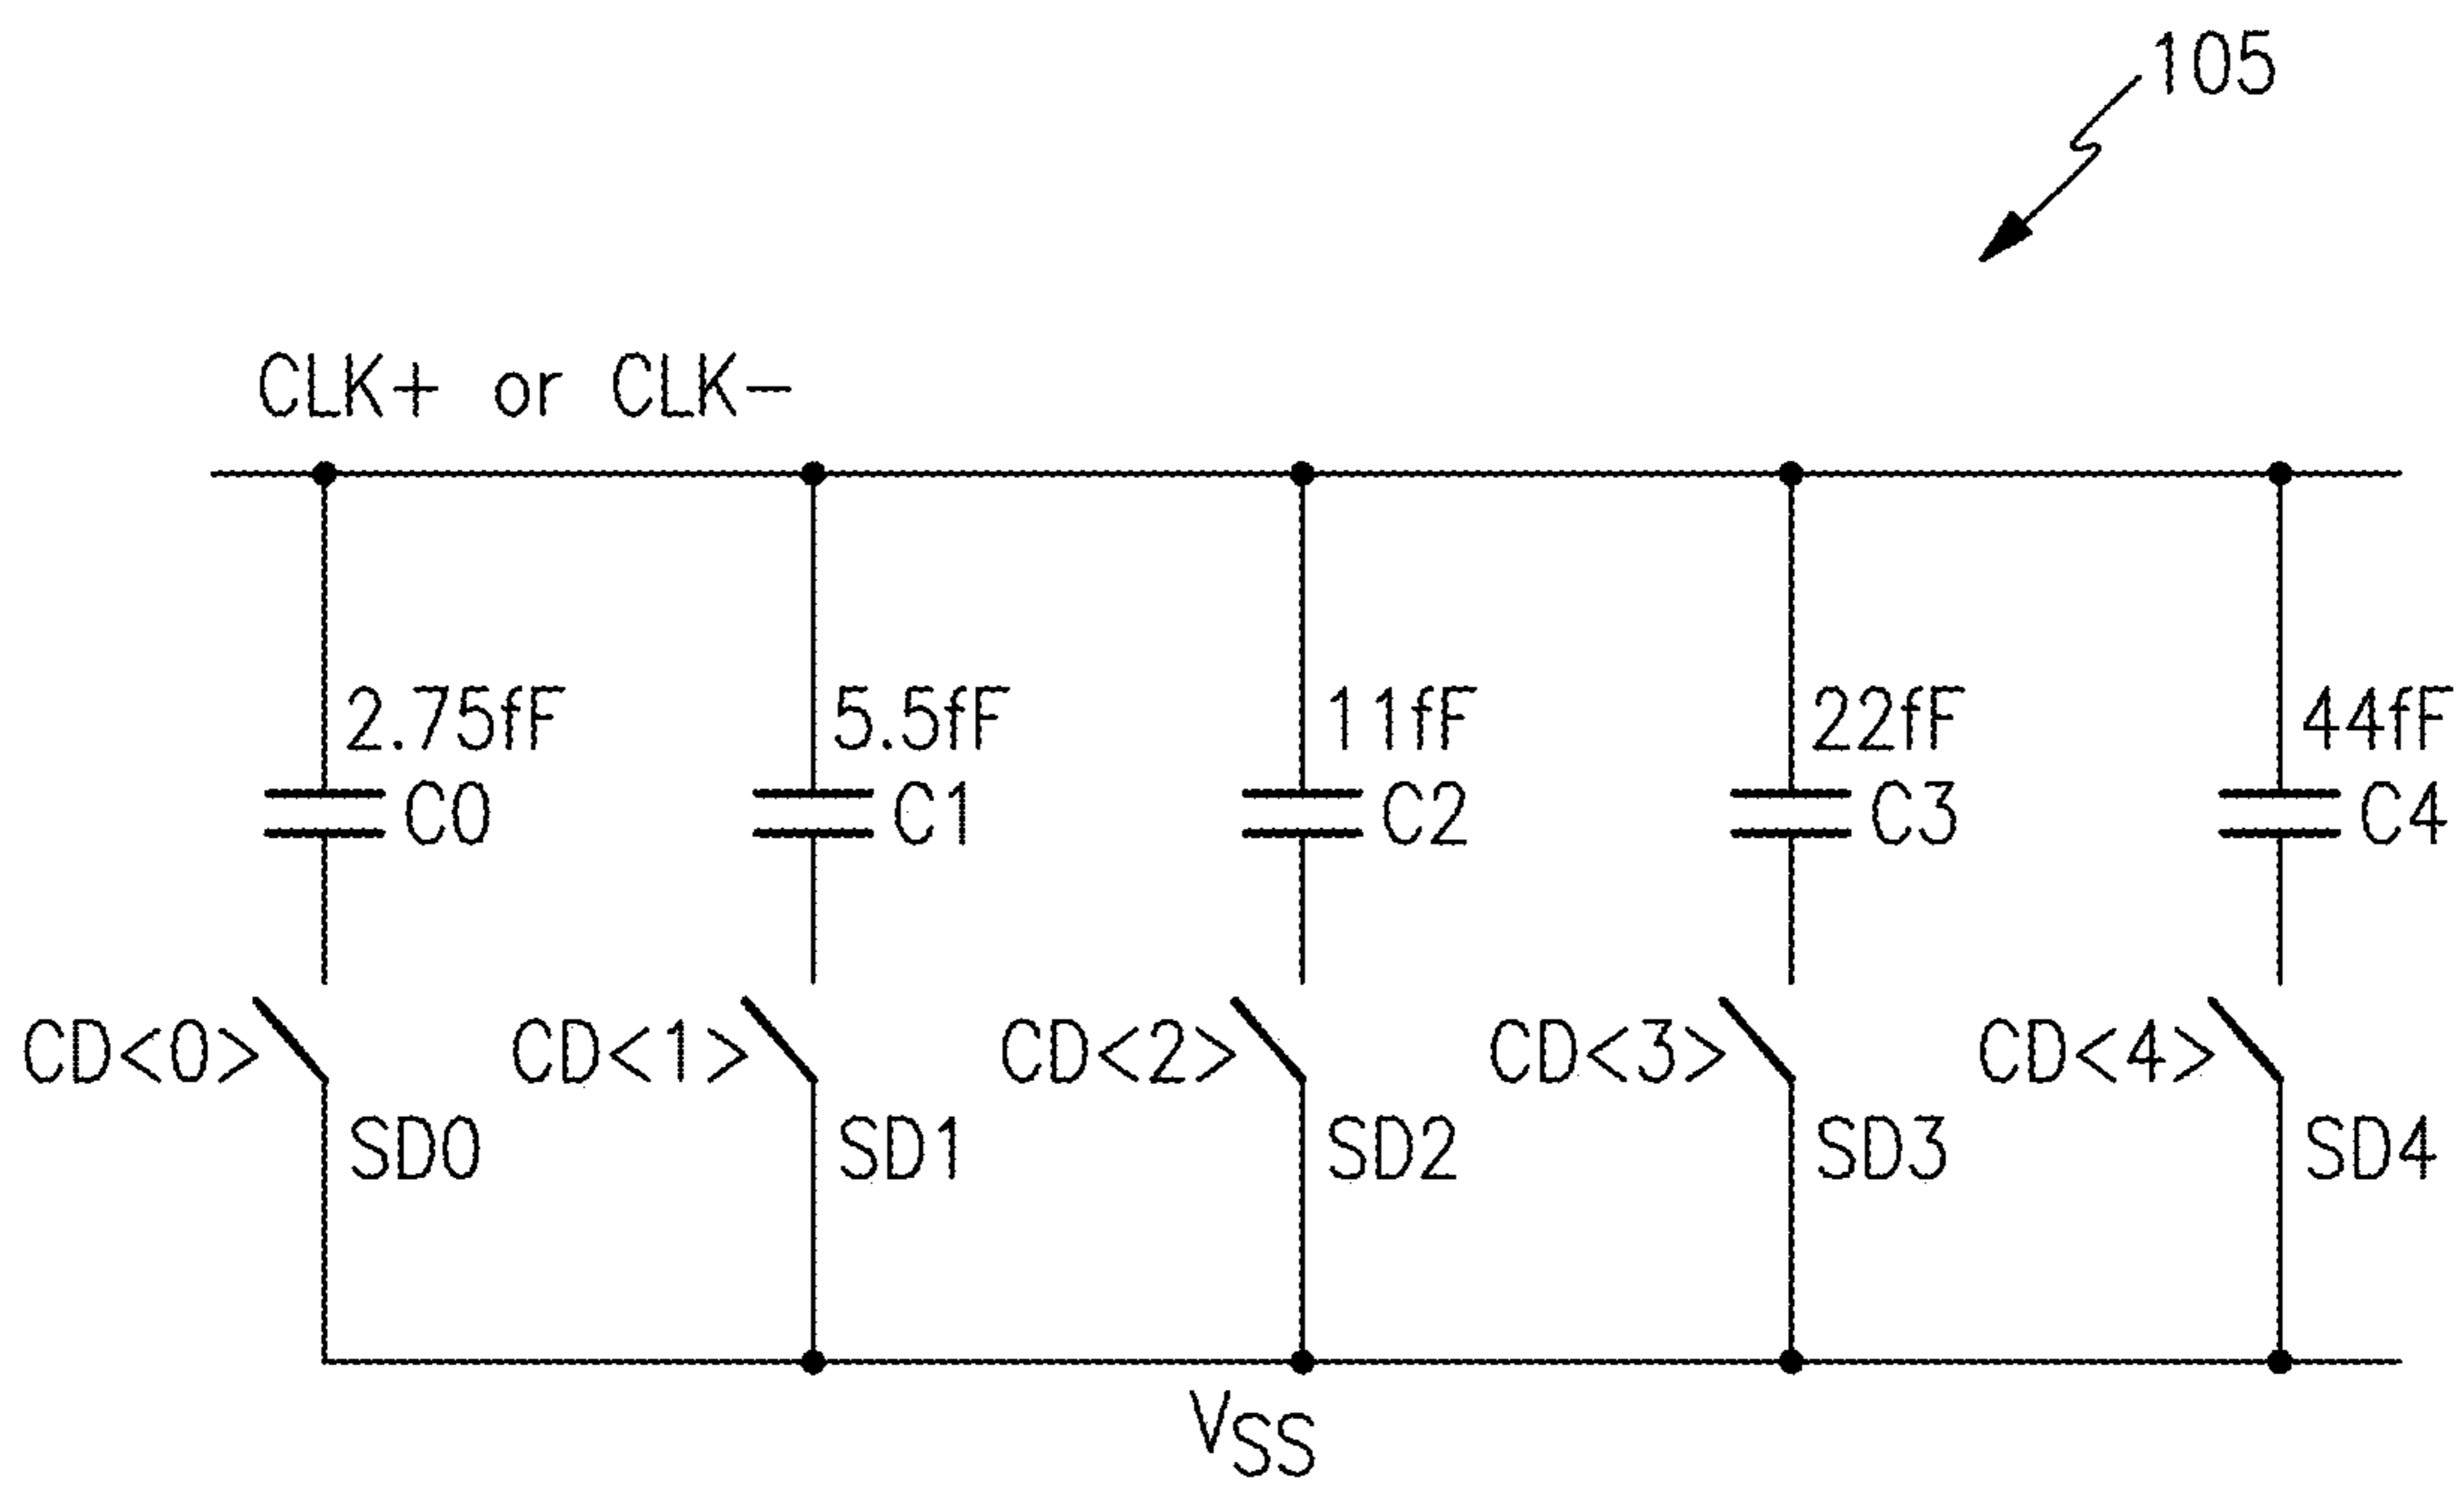 105
CLK+ or CLK−
2.75fF 5.5fF 11fF 22fF 44fF
C0 C1 C2 C3 C4
CD<0> CD<1> CD<2> CD<3> CD<4>
SD0 SD1 SD2 SD3 SD4
VSS